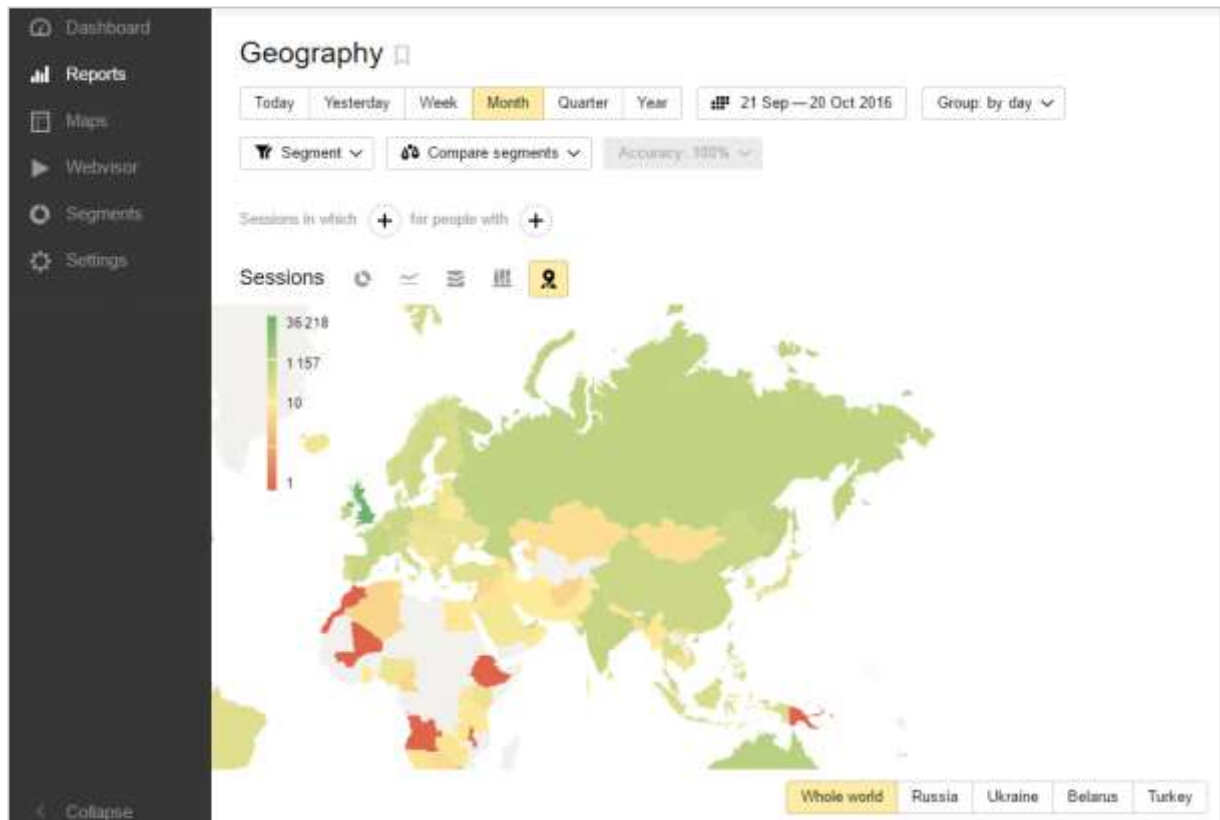 Dashboard
Reports
Maps
Webvisor
Segments
Settings
Collapse
Geography
Today Yesterday Week Month Quarter Year 21 Sep — 20 Oct 2016 Group: by day
Segment Compare segments Accuracy: 100%
Sessions in which + for people with +
Sessions
36 218
1 157
10
1
Whole world Russia Ukraine Belarus Turkey